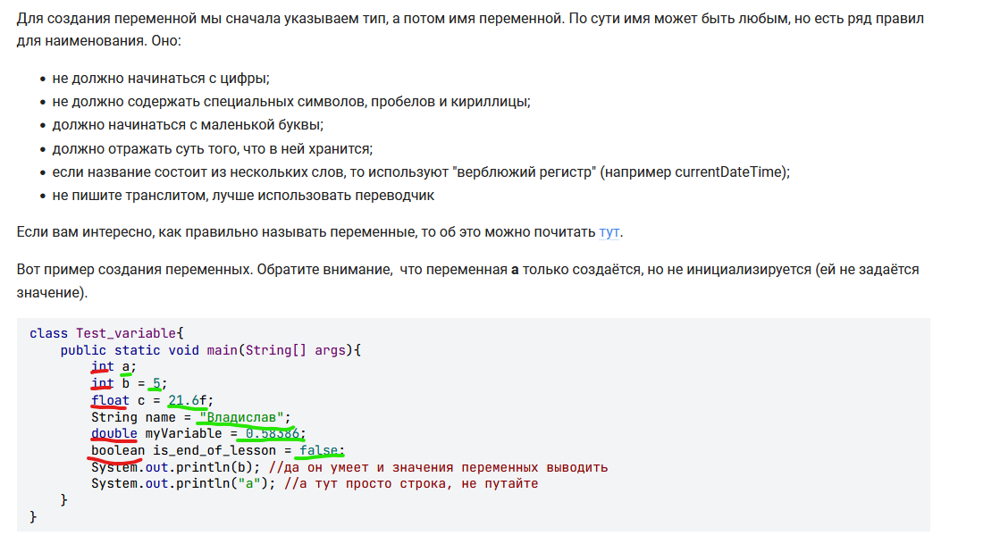 Для создания переменной мы сначала указываем тип, а потом имя переменной. По сути имя может быть любым, но есть ряд правил
для наименования. Оно:
• не должно начинаться с цифры;
• не должно содержать специальных символов, пробелов и кириллицы;
• должно начинаться с маленькой буквы;
• должно отражать суть того, что в ней хранится;
• если название состоит из нескольких слов, то используют "верблюжий регистр" (например currentDateTime);
• не пишите транслитом, лучше использовать переводчик
Если вам интересно, как правильно называть переменные, то об это можно почитать тут.
Вот пример создания переменных. Обратите внимание, что переменная a только создаётся, но не инициализируется (ей не задаётся
значение).
class Test_variable{
    public static void main(String[] args){
        int a;
        int b = 5;
        float c = 21.6f;
        String name = "Владислав";
        double myVariable = 0.58386;
        boolean is_end_of_lesson = false;
        System.out.println(b); //да он умеет и значения переменных выводить
        System.out.println("a"); //а тут просто строка, не путайте
    }
}